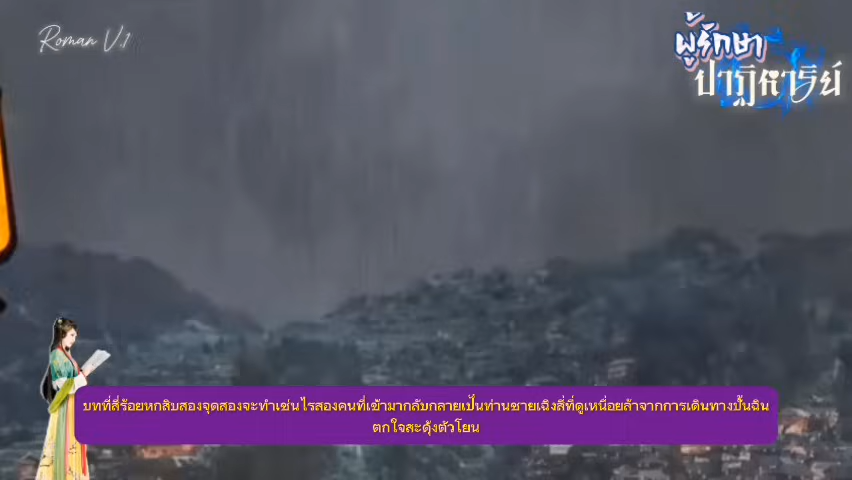 Roman V.1
ผู้รักษา
ปาฏิหาริย์
บทที่สี่ร้อยหกสิบสองจุดสองจะทำเช่นไรสองคนที่เข้ามากลับกลายเป็นท่านชายเฉิงสี่ที่ดูเหนื่อยล้าจากการเดินทางปั้นฉิน
ตกใจสะดุ้งตัวโยน